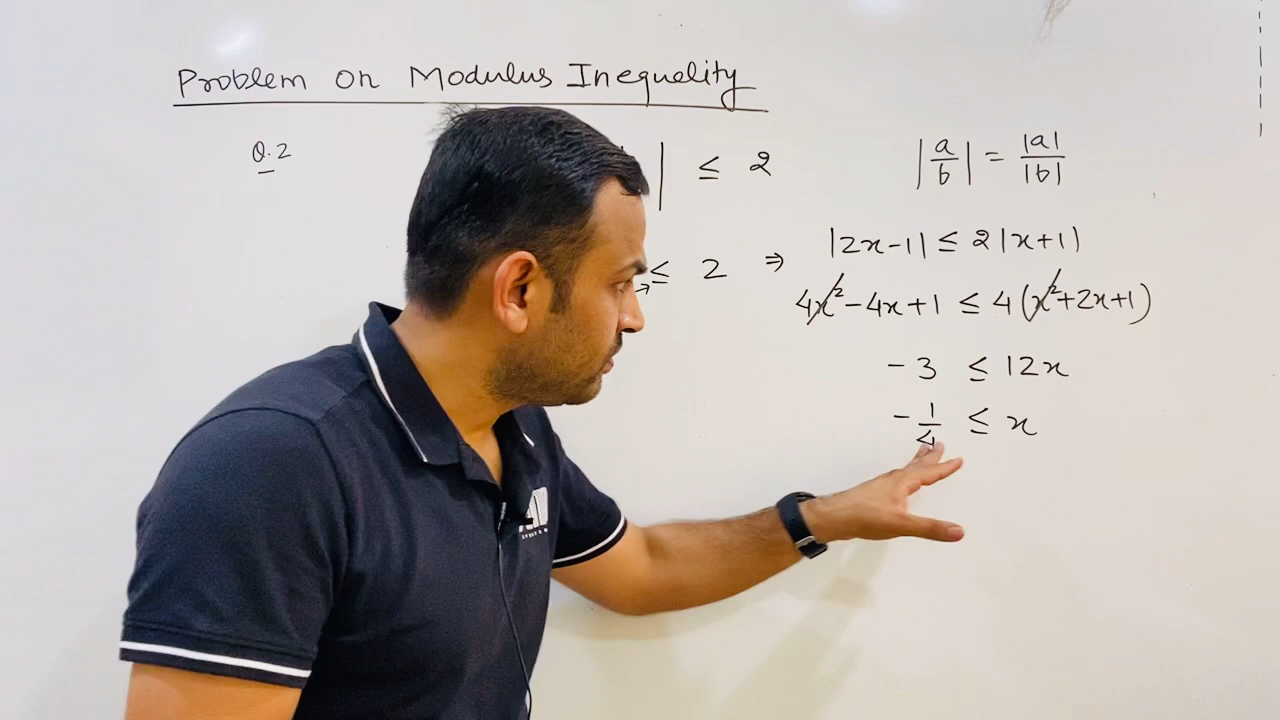 Problem on Modulus Inequality
Q.2
| ≤ 2
|a/b| = |a|/|b|
≤ 2 ⇒ |2x-1| ≤ 2|x+1|
4x² - 4x + 1 ≤ 4(x² + 2x + 1)
- 3 ≤ 12x
- 1/4 ≤ x